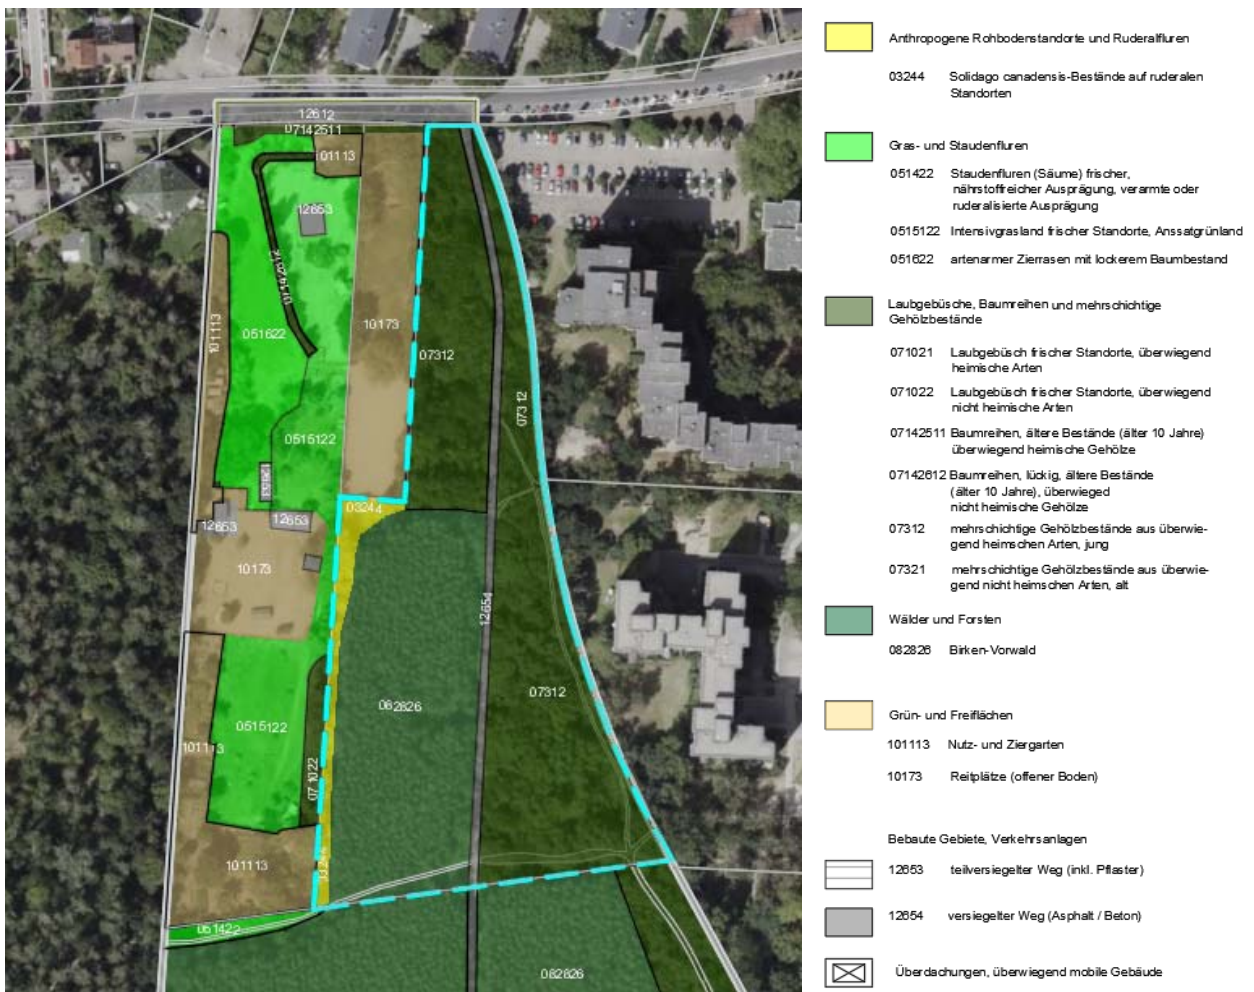 12612
07142511
101113
12653
07142612
101113
051622
10173
07312
07312
0515122
12653
03244
12653
12653
10173
12654
07312
082826
0515122
101113
071022
101113
03244
051422
082826
Anthropogene Rohbodenstandorte und Ruderalfluren
03244 Solidago canadensis-Bestände auf ruderalen
Standorten
Gras- und Staudenfluren
051422 Staudenfluren (Säume) frischer,
nährstoffreicher Ausprägung, verarmte oder
ruderalisierte Ausprägung
0515122 Intensivgrasland frischer Standorte, Anssatgrünland
051622 artenarmer Zierrasen mit lockerem Baumbestand
Laubgebüsche, Baumreihen und mehrschichtige
Gehölzbestände
071021 Laubgebüsch frischer Standorte, überwiegend
heimische Arten
071022 Laubgebüsch frischer Standorte, überwiegend
nicht heimische Arten
07142511 Baumreihen, ältere Bestände (älter 10 Jahre)
überwiegend heimische Gehölze
07142612 Baumreihen, lückig, ältere Bestände
(älter 10 Jahre), überwieged
nicht heimische Gehölze
07312 mehrschichtige Gehölzbestände aus überwie-
gend heimschen Arten, jung
07321 mehrschichtige Gehölzbestände aus überwie-
gend nicht heimschen Arten, alt
Wälder und Forsten
082826 Birken-Vorwald
Grün- und Freiflächen
101113 Nutz- und Ziergarten
10173 Reitplätze (offener Boden)
Bebaute Gebiete, Verkehrsanlagen
12653 teilversiegelter Weg (inkl. Pflaster)
12654 versiegelter Weg (Asphalt / Beton)
Überdachungen, überwiegend mobile Gebäude